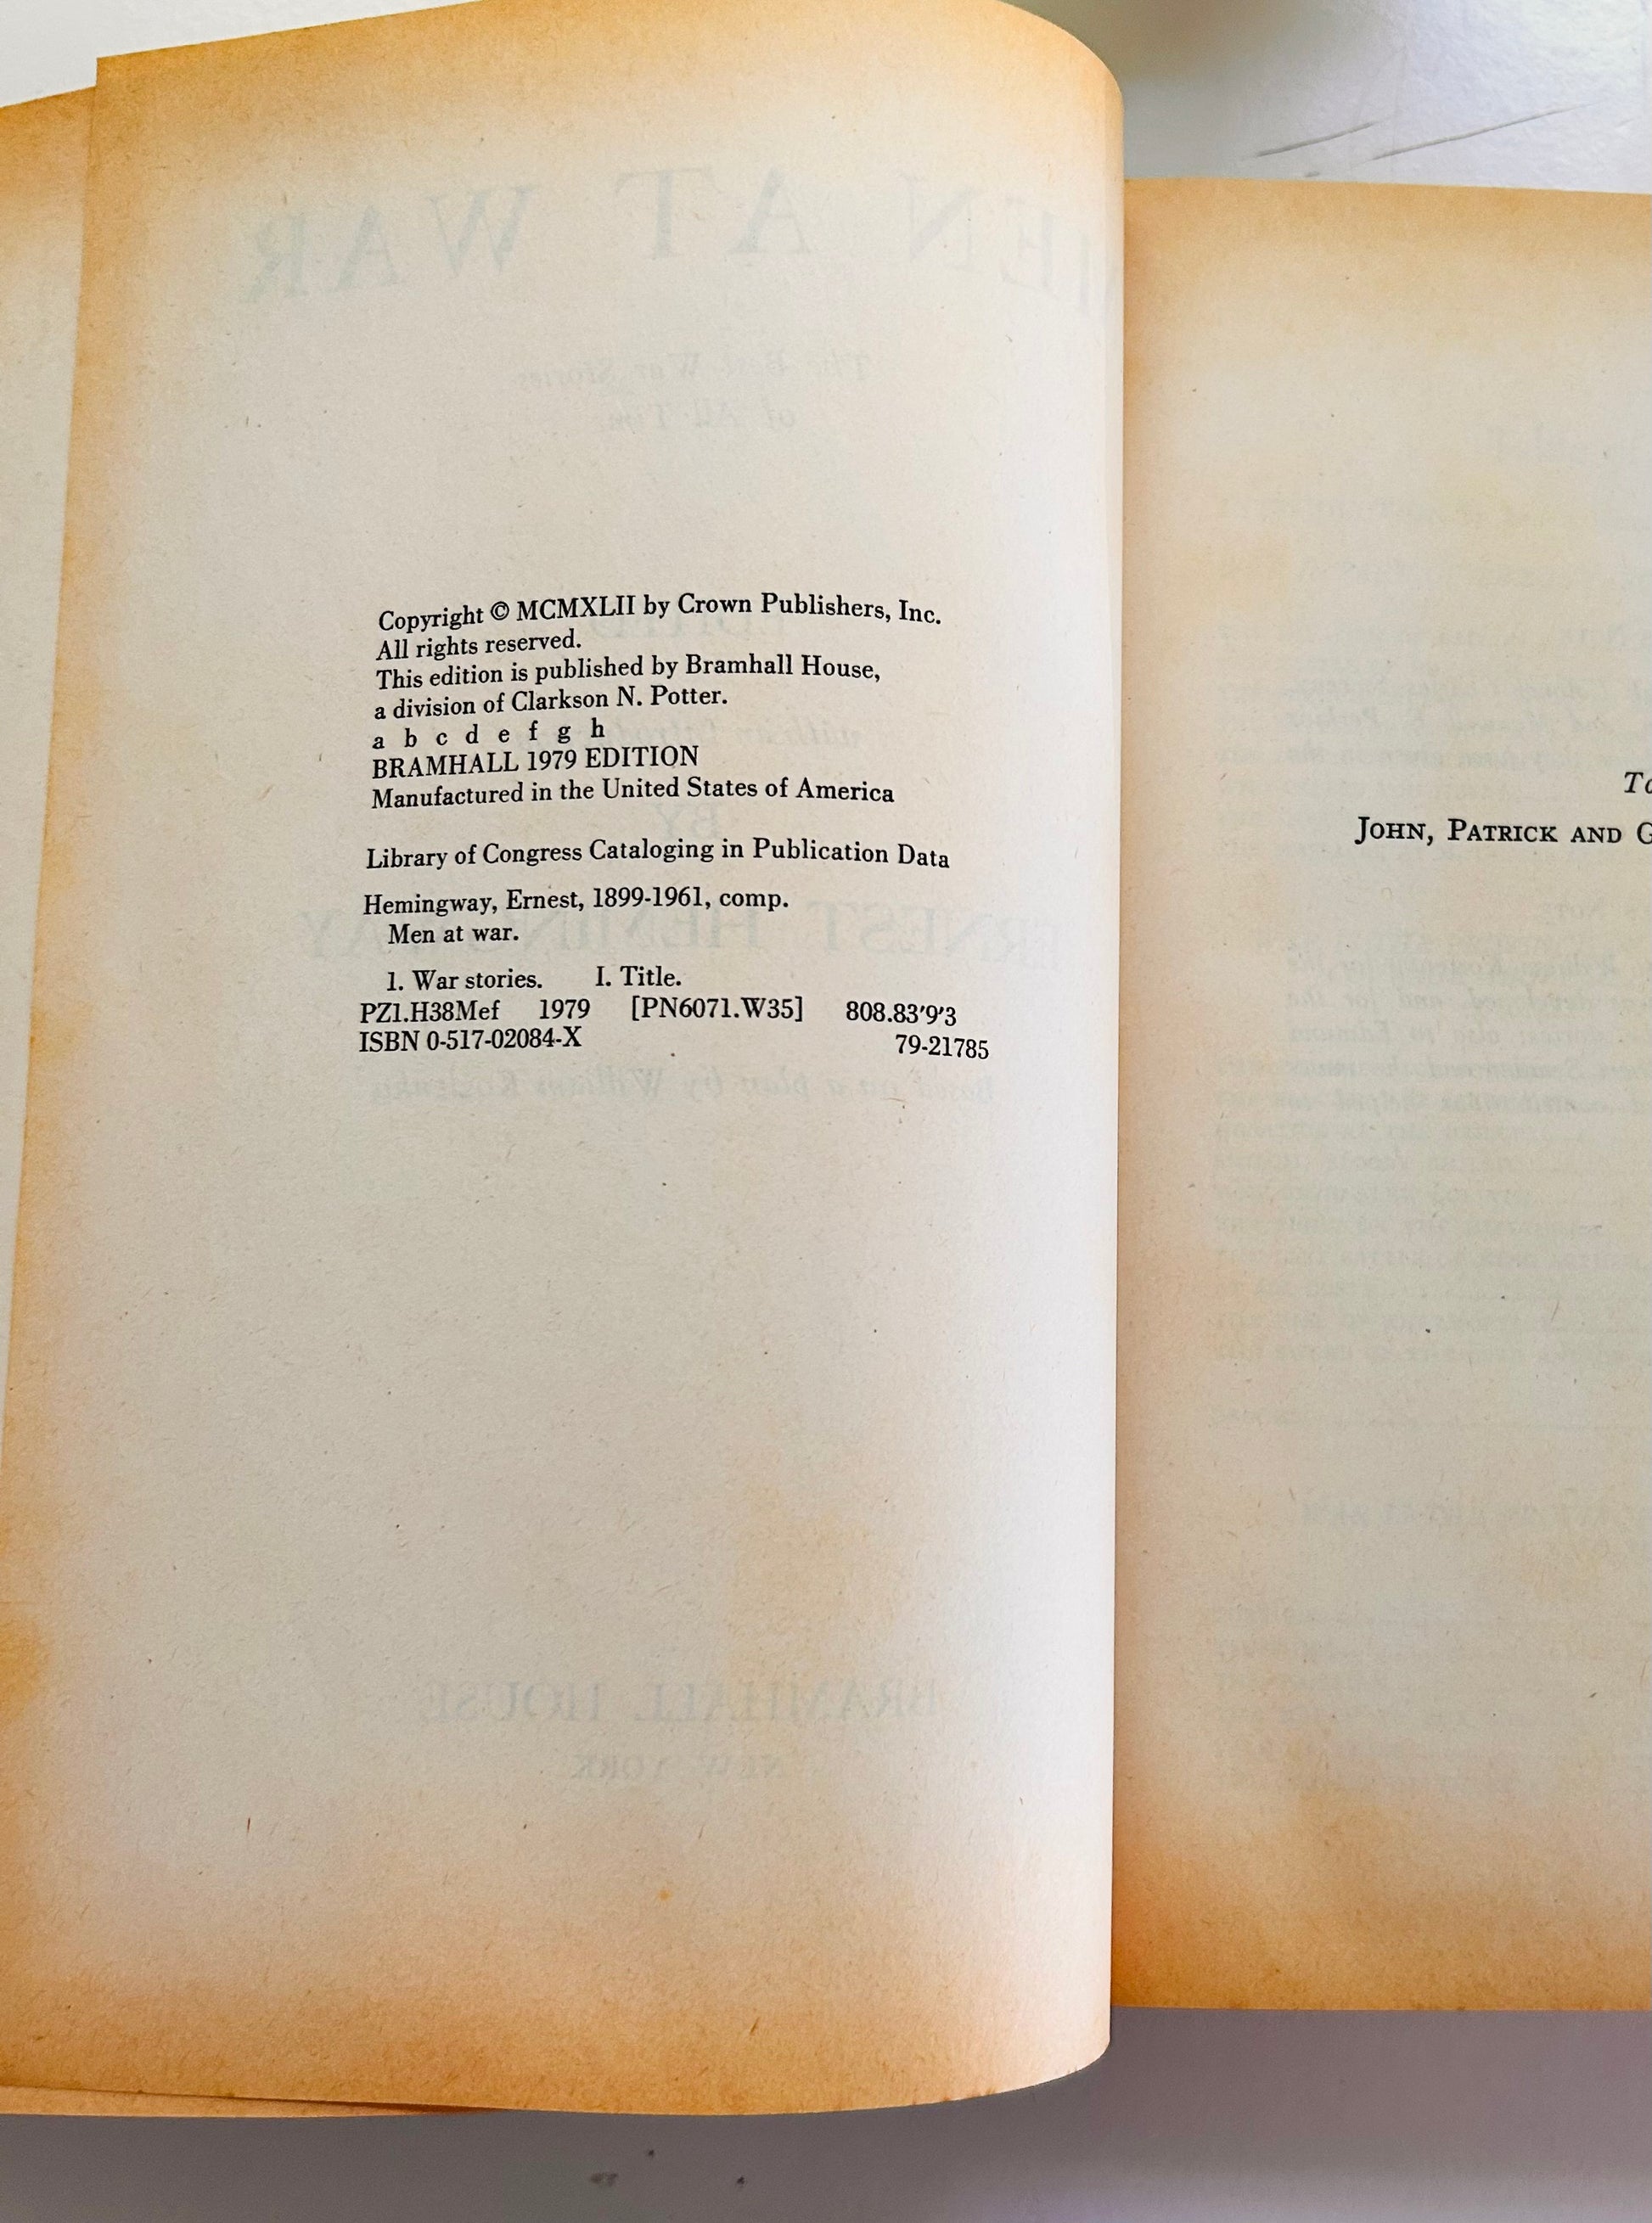 Copyright © MCMXLII by Crown Publishers, Inc.
All rights reserved.
This edition is published by Bramhall House,
a division of Clarkson N. Potter.
a b c d e f g h
BRAMHALL 1979 EDITION
Manufactured in the United States of America
Library of Congress Cataloging in Publication Data
Hemingway, Ernest, 1899-1961, comp.
Men at war.
1. War stories. I. Title.
PZ1.H38Mef 1979 [PN6071.W35] 808.83'9'3
ISBN 0-517-02084-X 79-21785
To
JOHN, PATRICK AND G